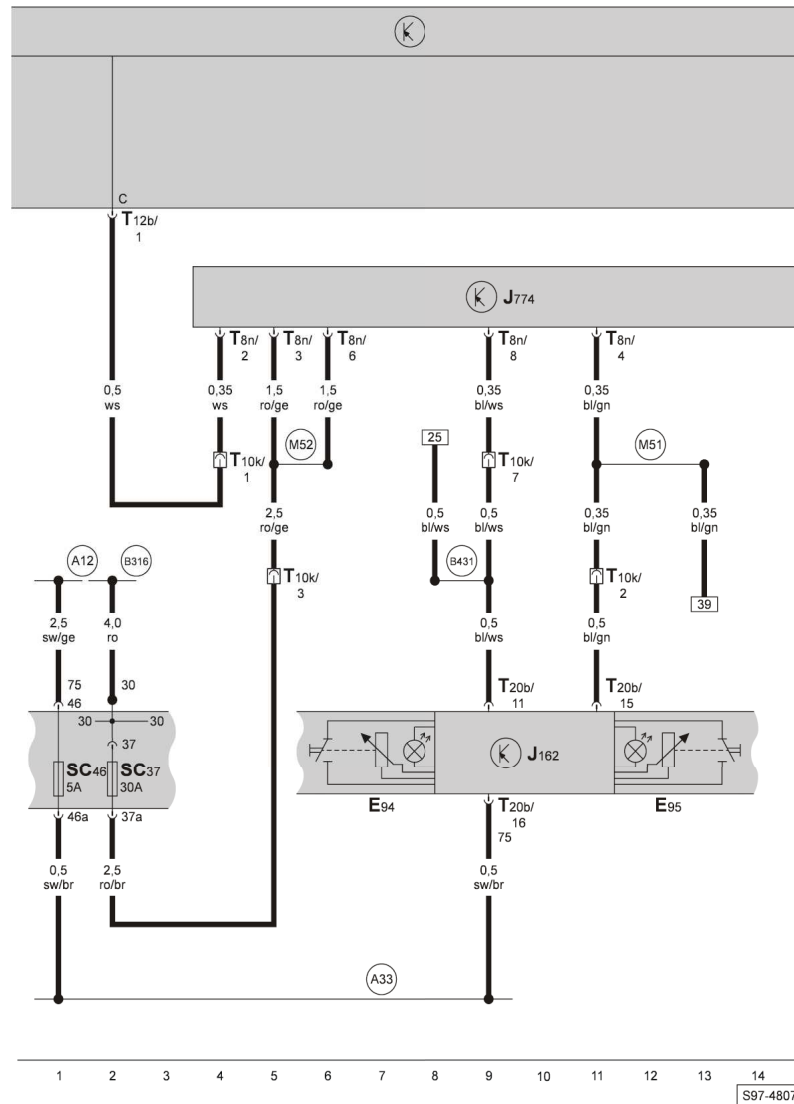 C
T12b/
1
J774
T8n/ T8n/ T8n/ T8n/ T8n/
2 3 6 8 4
0,5 0,35 1,5 1,5 0,35 0,35
ws ws ro/ge ro/ge bl/ws bl/gn
M52 25 M51
T10k/ T10k/
1 7
2,5 0,5 0,5 0,35 0,35
ro/ge bl/ws bl/ws bl/gn bl/gn
A12 B316 B431
T10k/ T10k/
3 2
39
2,5 4,0 0,5 0,5
sw/ge ro bl/ws bl/gn
75 30 T20b/ T20b/
46 11 15
30 30
37
SC46 SC37 J162
5A 30A
E94 T20b/ E95
46a 37a 16
75
0,5 2,5 0,5
sw/br ro/br sw/br
A33
1 2 3 4 5 6 7 8 9 10 11 12 13 14
S97-4807